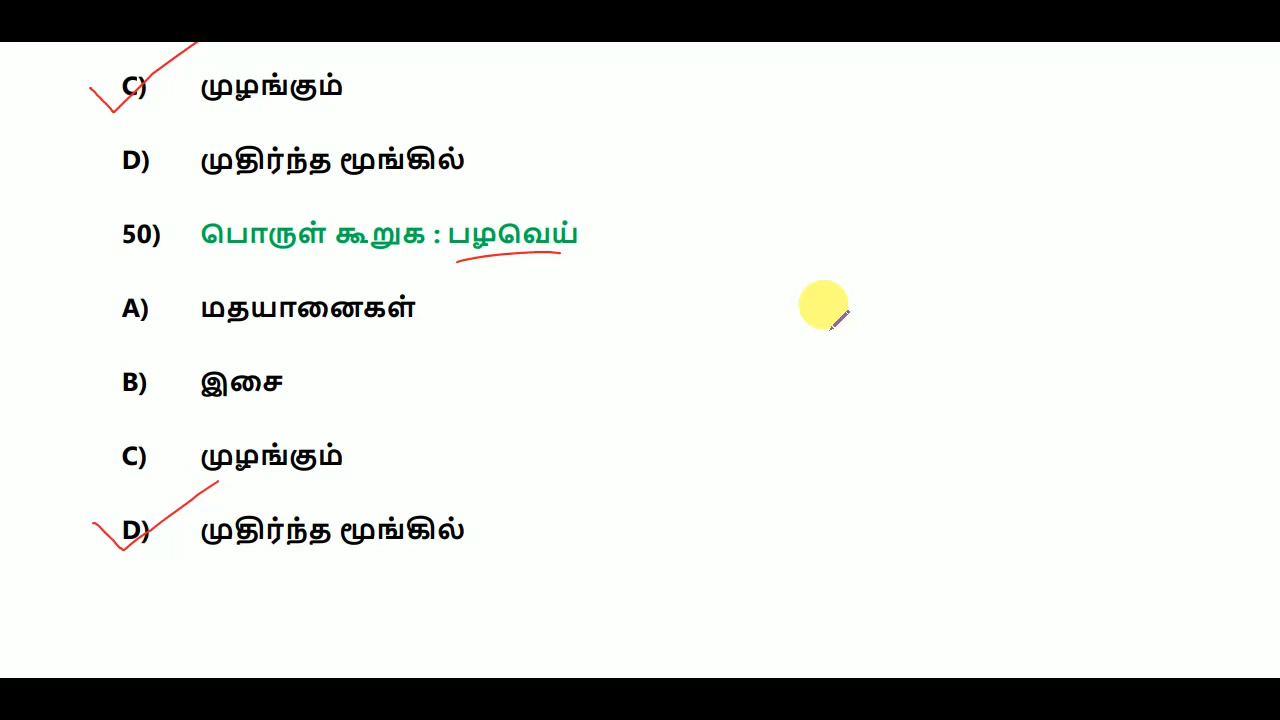 C) முழங்கும்
D) முதிர்ந்த மூங்கில்
50) பொருள் கூறுக : பழவெய்
A) மதயானைகள்
B) இசை
C) முழங்கும்
D) முதிர்ந்த மூங்கில்